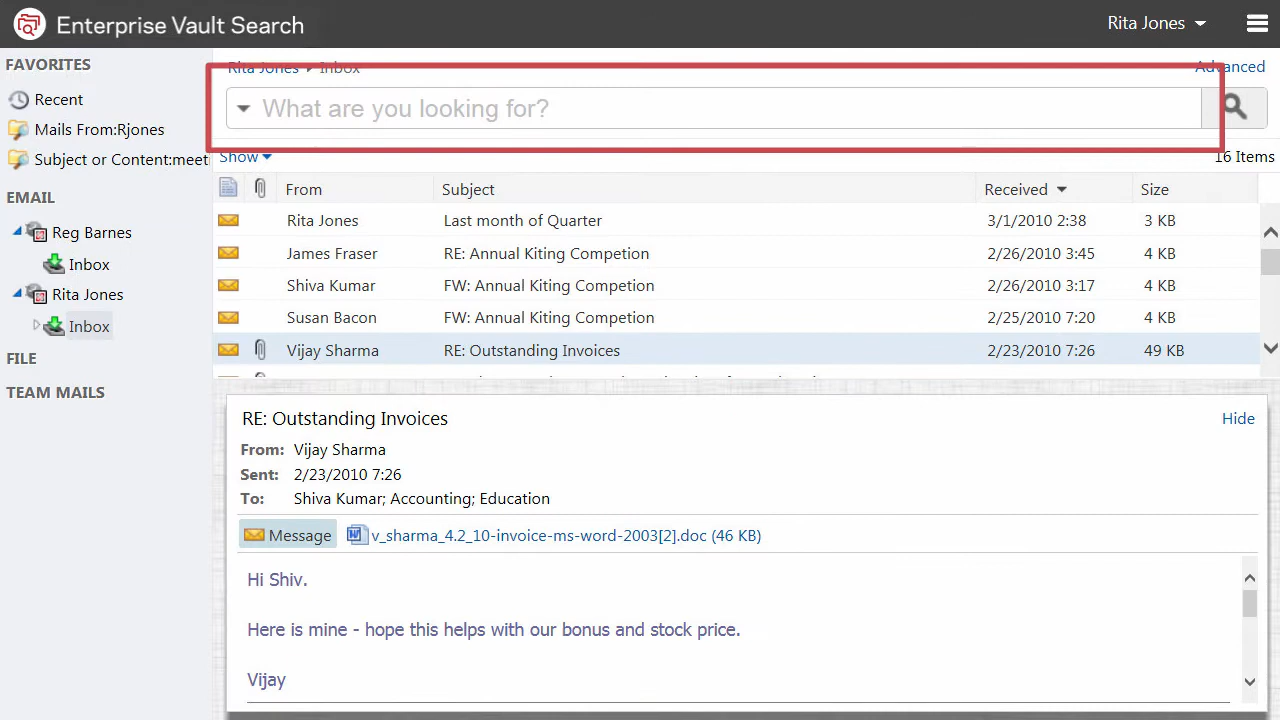 Enterprise Vault Search
Rita Jones
FAVORITES
Recent
Mails From:Rjones
Subject or Content:meet
EMAIL
Reg Barnes
Inbox
Rita Jones
Inbox
FILE
TEAM MAILS
Rita Jones Inbox
Advanced
What are you looking for?
Show
16 Items
From Subject Received Size
Rita Jones Last month of Quarter 3/1/2010 2:38 3 KB
James Fraser RE: Annual Kiting Competion 2/26/2010 3:45 4 KB
Shiva Kumar FW: Annual Kiting Competion 2/26/2010 3:17 4 KB
Susan Bacon FW: Annual Kiting Competion 2/25/2010 7:20 4 KB
Vijay Sharma RE: Outstanding Invoices 2/23/2010 7:26 49 KB
RE: Outstanding Invoices
Hide
From: Vijay Sharma
Sent: 2/23/2010 7:26
To: Shiva Kumar; Accounting; Education
Message v_sharma_4.2_10-invoice-ms-word-2003[2].doc (46 KB)
Hi Shiv.
Here is mine - hope this helps with our bonus and stock price.
Vijay